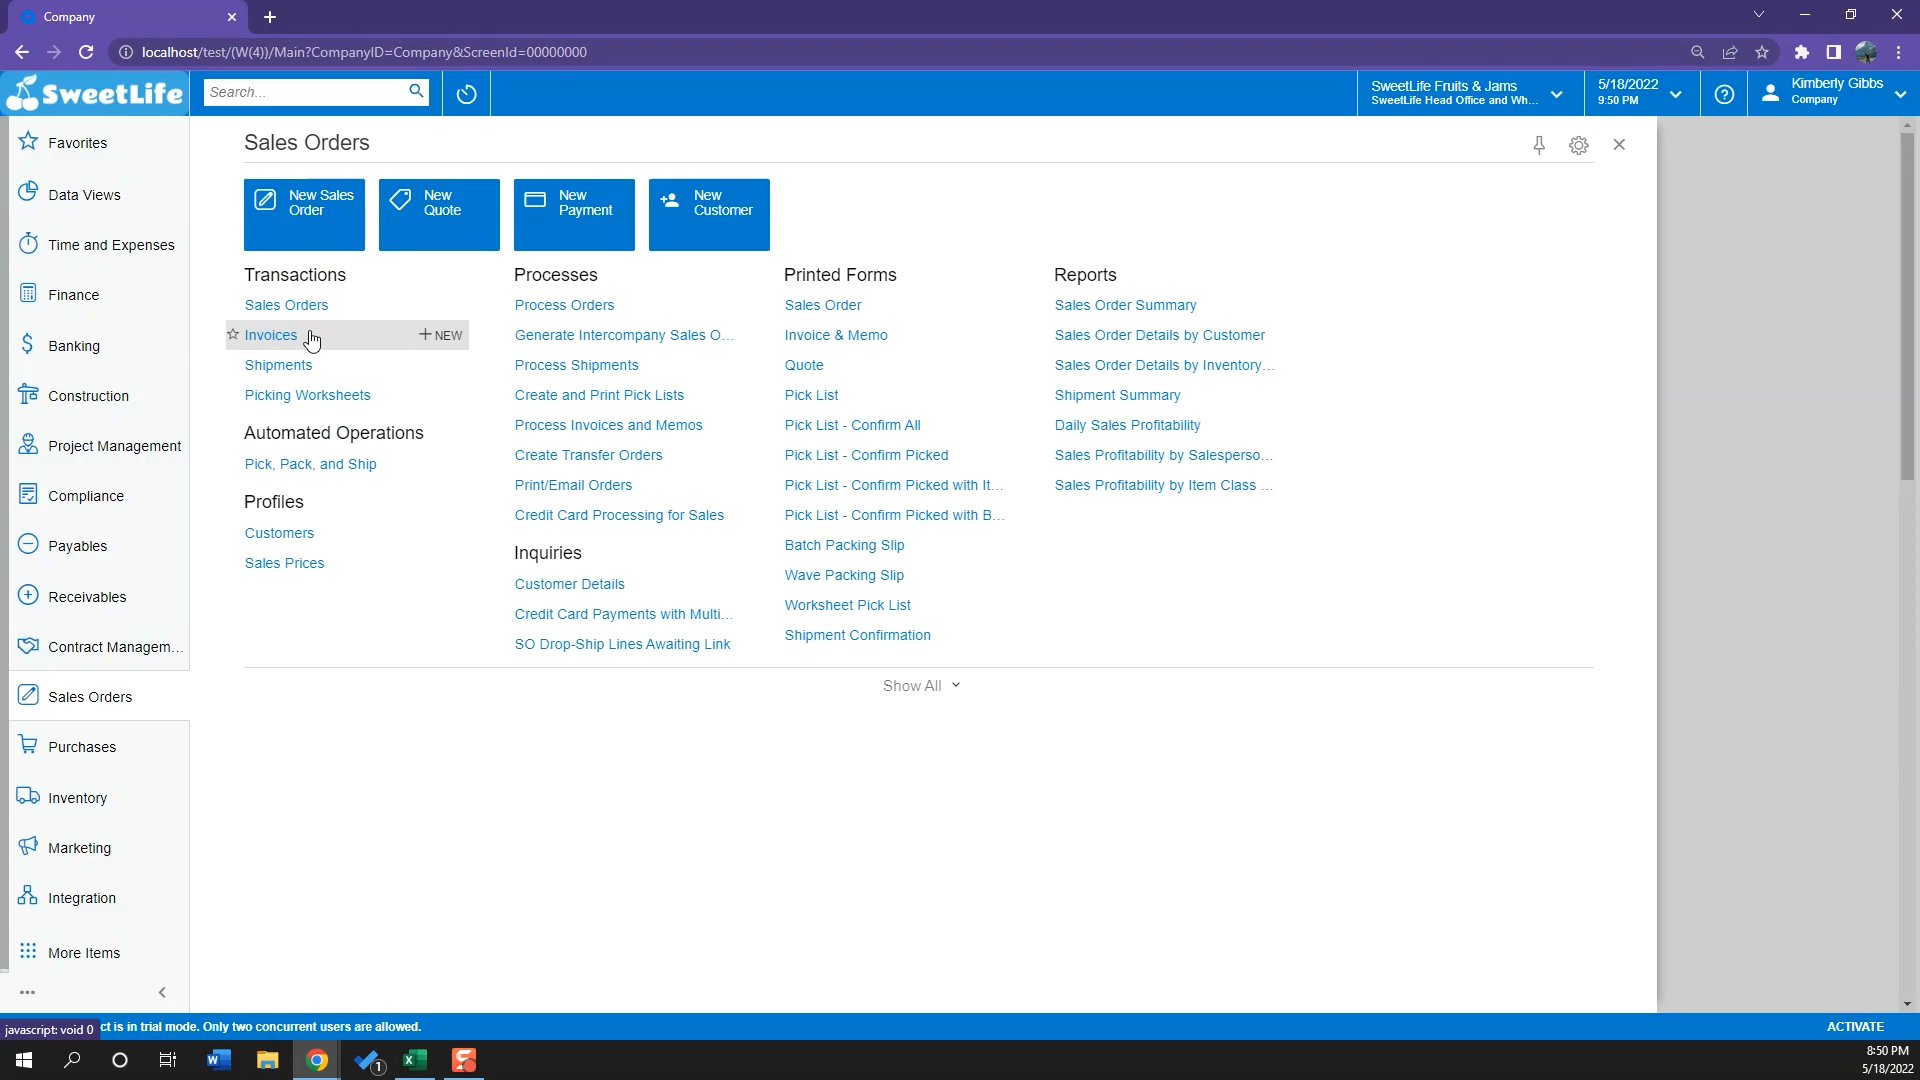 Company
localhost/test/(W(4))/Main?CompanyID=Company&ScreenId=00000000
SweetLife
Search...
SweetLife Fruits & Jams
SweetLife Head Office and Wh...
5/18/2022
9:50 PM
Kimberly Gibbs
Company
Favorites
Data Views
Time and Expenses
Finance
Banking
Construction
Project Management
Compliance
Payables
Receivables
Contract Managem...
Sales Orders
Purchases
Inventory
Marketing
Integration
More Items
Sales Orders
New Sales
Order
New
Quote
New
Payment
New
Customer
Transactions
Sales Orders
Invoices
NEW
Shipments
Picking Worksheets
Automated Operations
Pick, Pack, and Ship
Profiles
Customers
Sales Prices
Processes
Process Orders
Generate Intercompany Sales O...
Process Shipments
Create and Print Pick Lists
Process Invoices and Memos
Create Transfer Orders
Print/Email Orders
Credit Card Processing for Sales
Inquiries
Customer Details
Credit Card Payments with Multi...
SO Drop-Ship Lines Awaiting Link
Printed Forms
Sales Order
Invoice & Memo
Quote
Pick List
Pick List - Confirm All
Pick List - Confirm Picked
Pick List - Confirm Picked with It...
Pick List - Confirm Picked with B...
Batch Packing Slip
Wave Packing Slip
Worksheet Pick List
Shipment Confirmation
Reports
Sales Order Summary
Sales Order Details by Customer
Sales Order Details by Inventory...
Shipment Summary
Daily Sales Profitability
Sales Profitability by Salesperso...
Sales Profitability by Item Class ...
Show All
javascript: void 0
ct is in trial mode. Only two concurrent users are allowed.
ACTIVATE
1
8:50 PM
5/18/2022